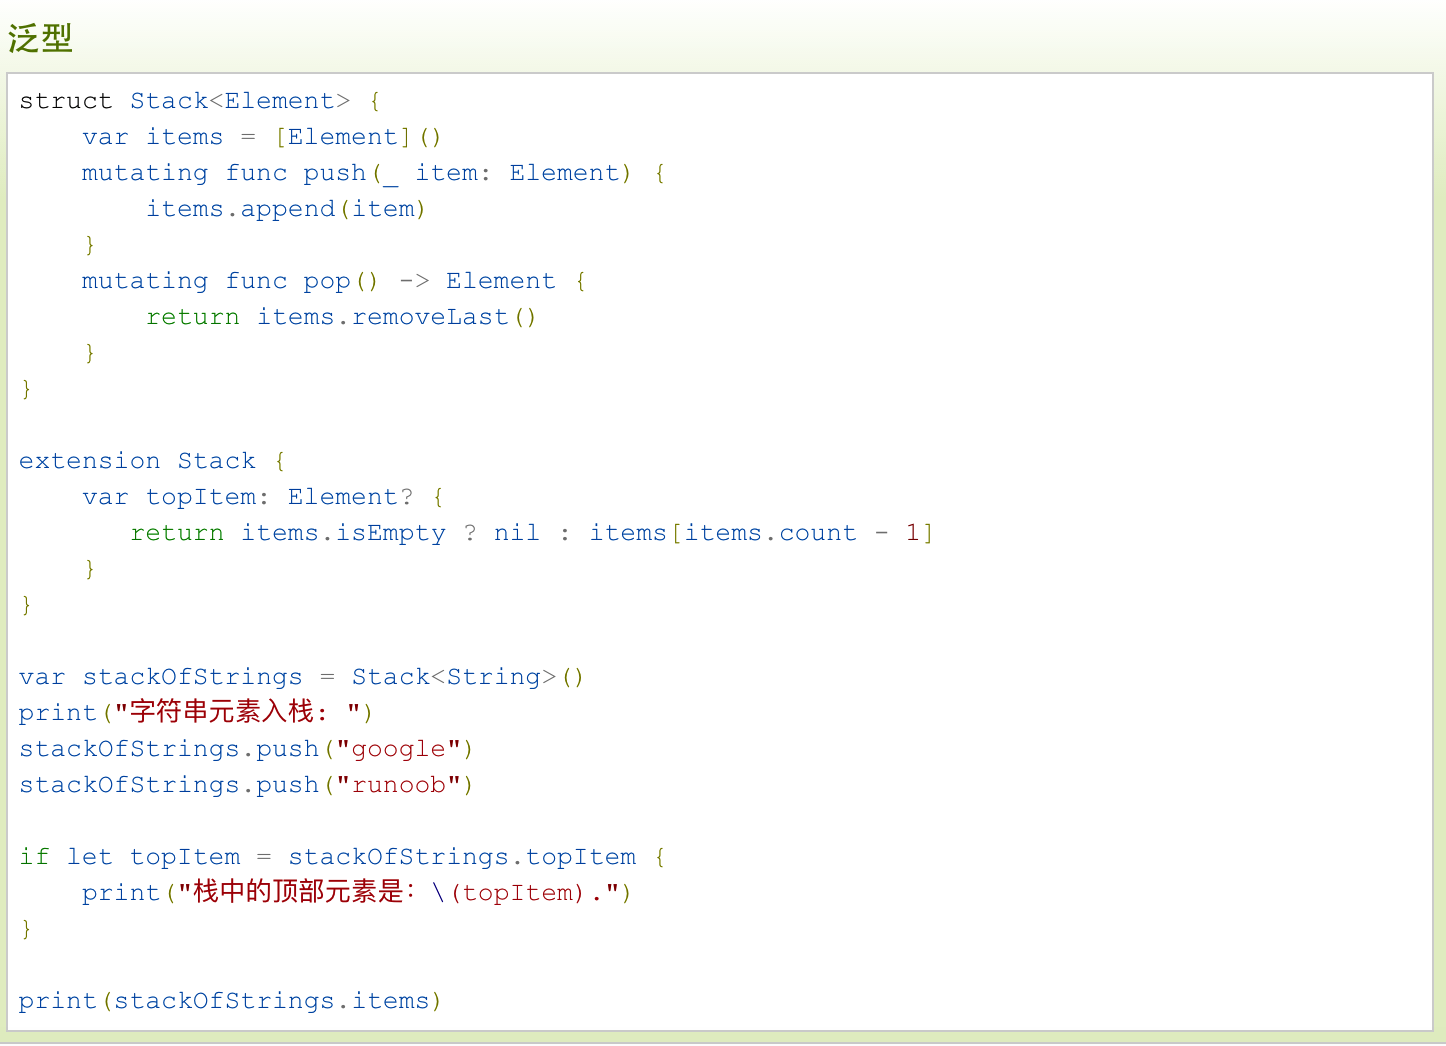 泛型
struct Stack<Element> {
    var items = [Element]()
    mutating func push(_ item: Element) {
        items.append(item)
    }
    mutating func pop() -> Element {
        return items.removeLast()
    }
}

extension Stack {
    var topItem: Element? {
       return items.isEmpty ? nil : items[items.count - 1]
    }
}

var stackOfStrings = Stack<String>()
print("字符串元素入栈: ")
stackOfStrings.push("google")
stackOfStrings.push("runoob")

if let topItem = stackOfStrings.topItem {
    print("栈中的顶部元素是：\(topItem).")
}

print(stackOfStrings.items)